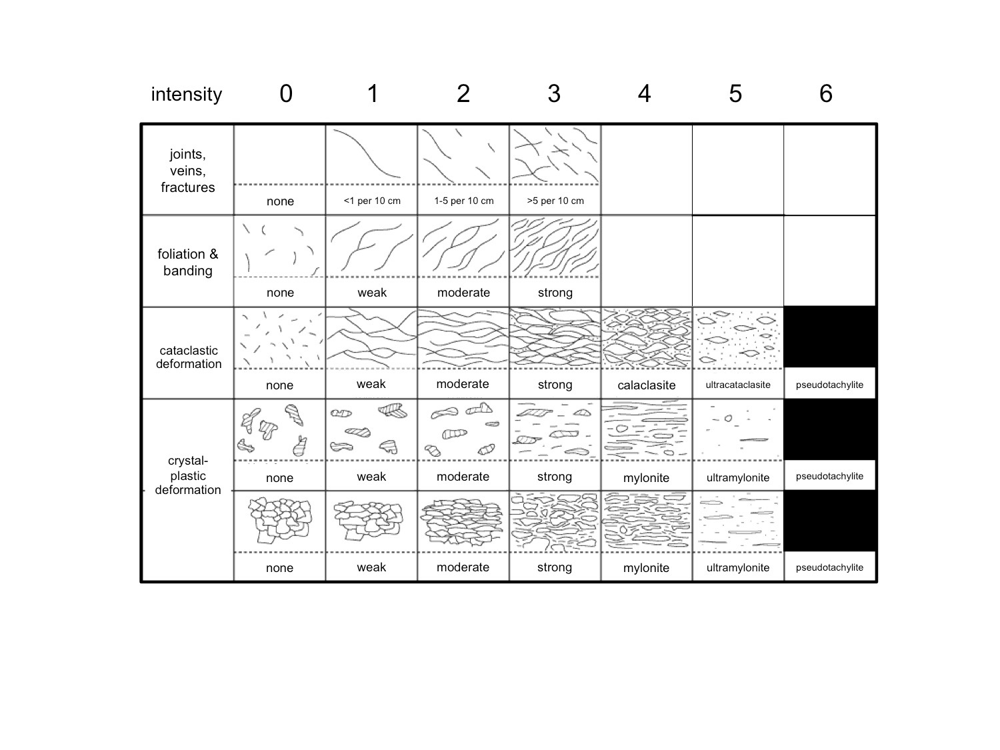 intensity 0 1 2 3 4 5 6
joints,
veins,
fractures
none <1 per 10 cm 1-5 per 10 cm >5 per 10 cm
foliation &
banding
none weak moderate strong
cataclastic
deformation
none weak moderate strong calaclasite ultracataclasite pseudotachylite
crystal-
plastic
deformation
none weak moderate strong mylonite ultramylonite pseudotachylite
none weak moderate strong mylonite ultramylonite pseudotachylite